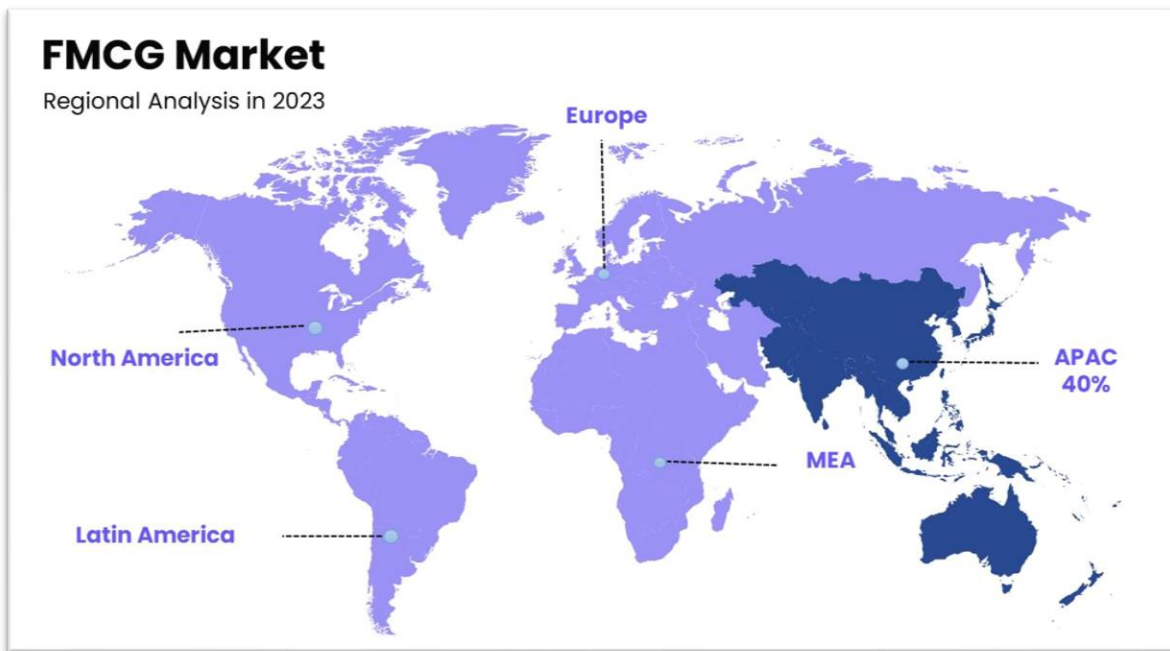 FMCG Market
Regional Analysis in 2023
Europe
North America
APAC
40%
MEA
Latin America